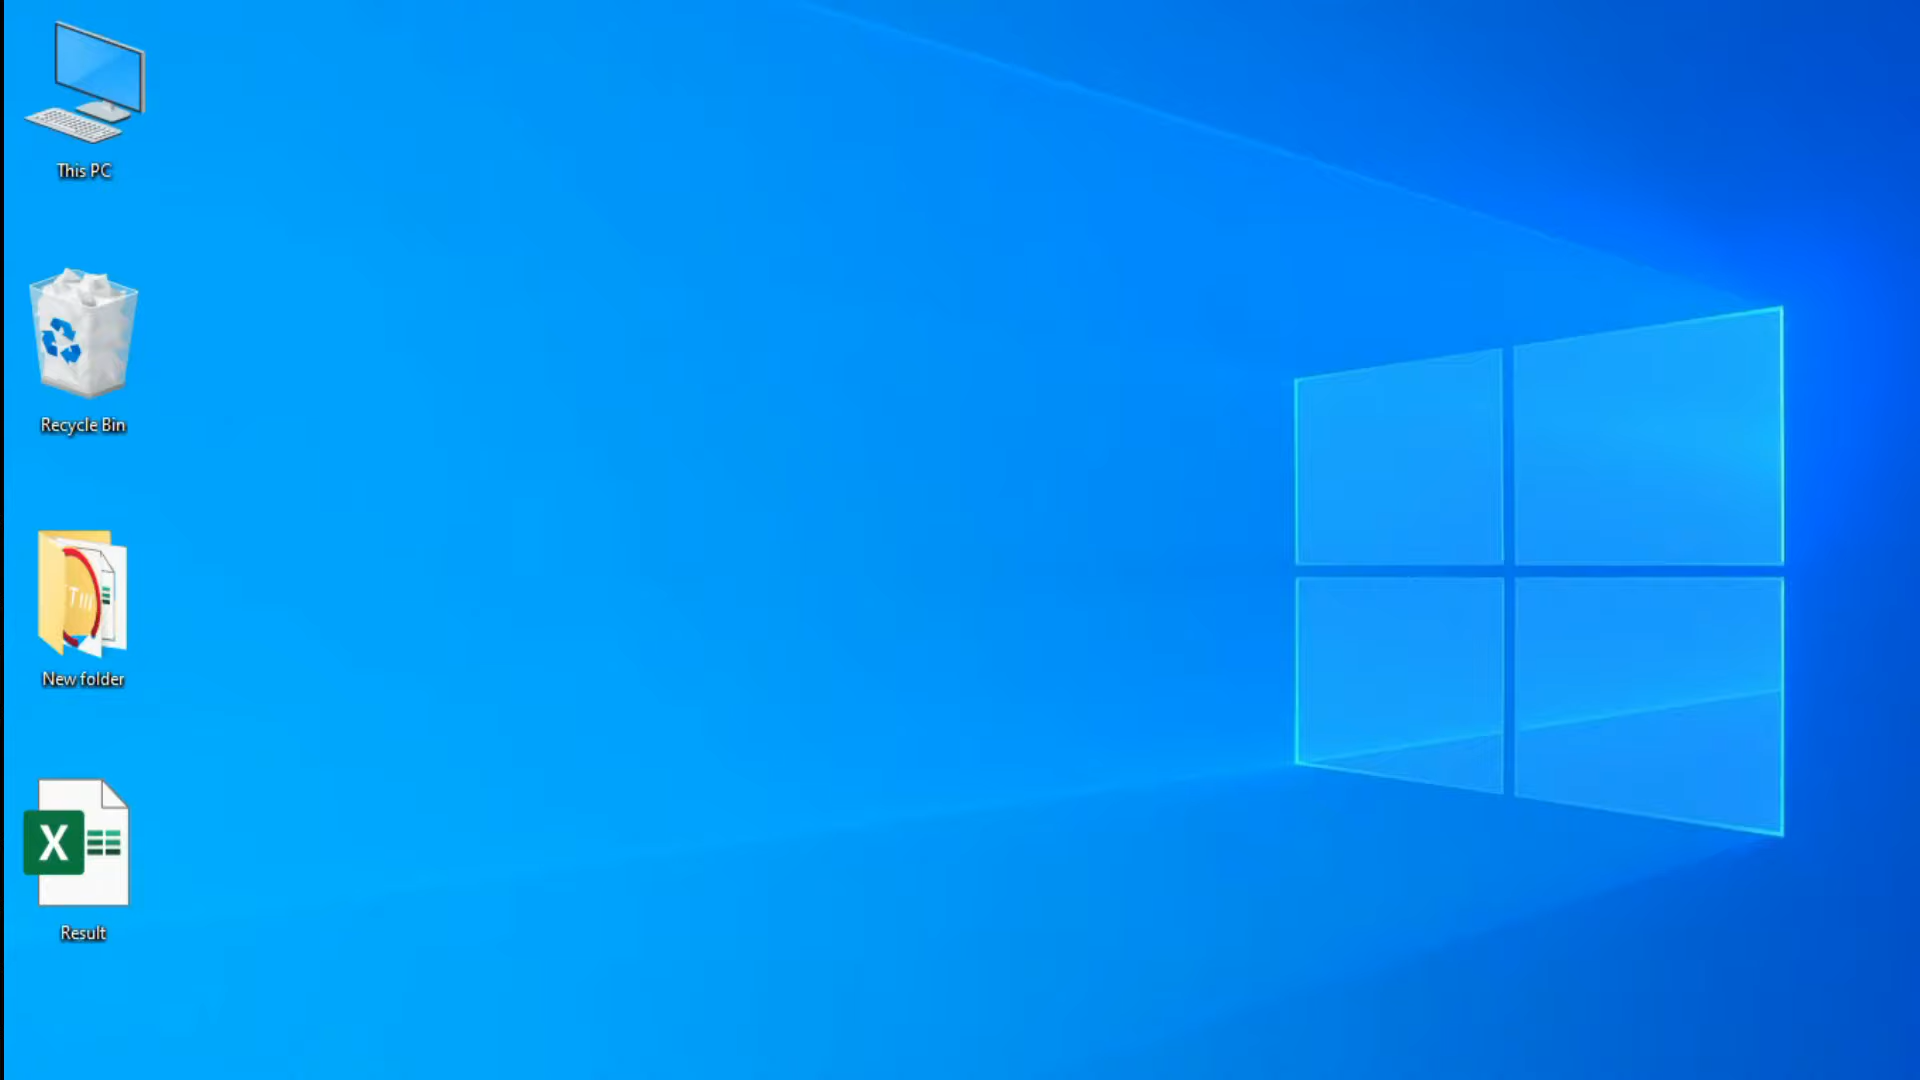 This PC
Recycle Bin
New folder
X
Result